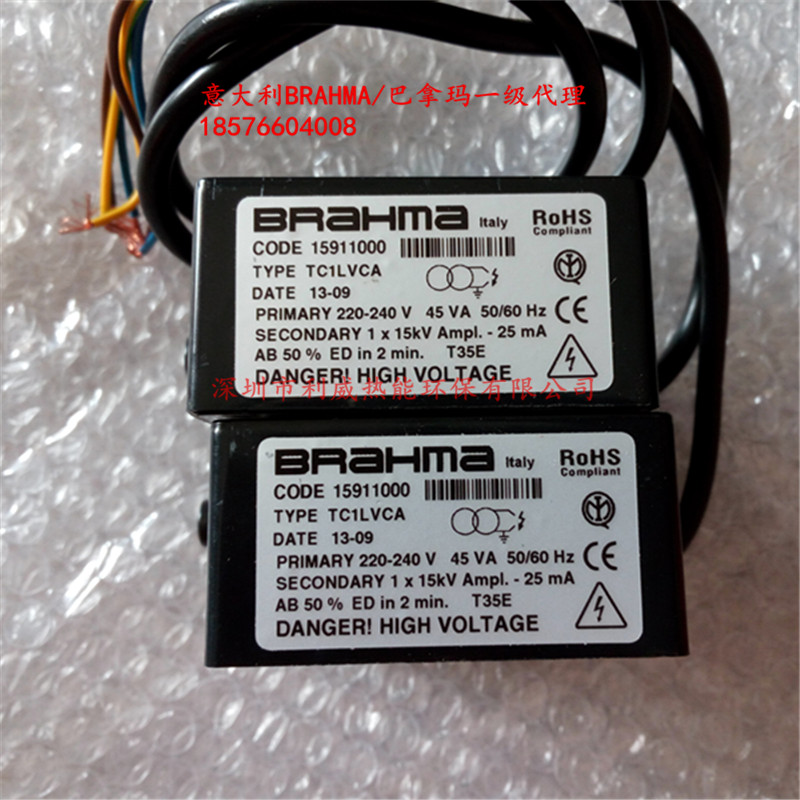 意大利BRAHMA/巴拿玛一级代理
18576604008
BRAHMA Italy RoHS
Compliant
CODE 15911000
TYPE TC1LVCA
DATE 13-09
PRIMARY 220-240 V 45 VA 50/60 Hz CE
SECONDARY 1 x 15kV Ampl. - 25 mA
AB 50 % ED in 2 min. T35E
DANGER! HIGH VOLTAGE
深圳市利威热能环保有限公司
BRAHMA Italy RoHS
Compliant
CODE 15911000
TYPE TC1LVCA
DATE 13-09
PRIMARY 220-240 V 45 VA 50/60 Hz CE
SECONDARY 1 x 15kV Ampl. - 25 mA
AB 50 % ED in 2 min. T35E
DANGER! HIGH VOLTAGE